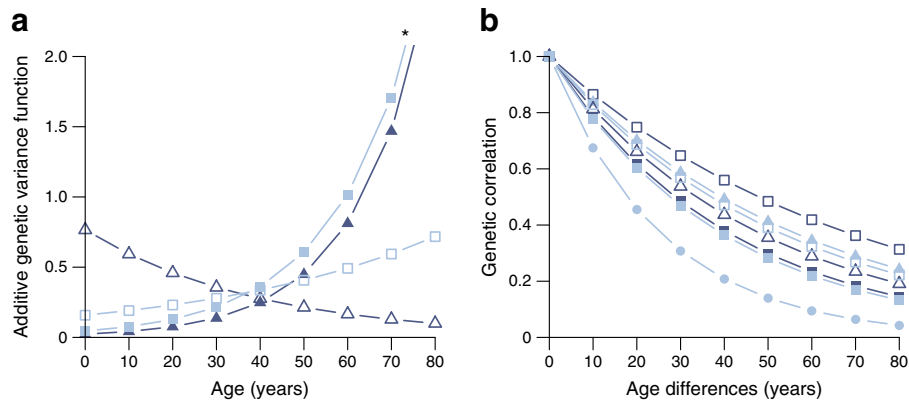 a
*
Additive genetic variance function
2.0
1.5
1.0
0.5
0
0 10 20 30 40 50 60 70 80
Age (years)
b
Genetic correlation
1.0
0.8
0.6
0.4
0.2
0
0 10 20 30 40 50 60 70 80
Age differences (years)